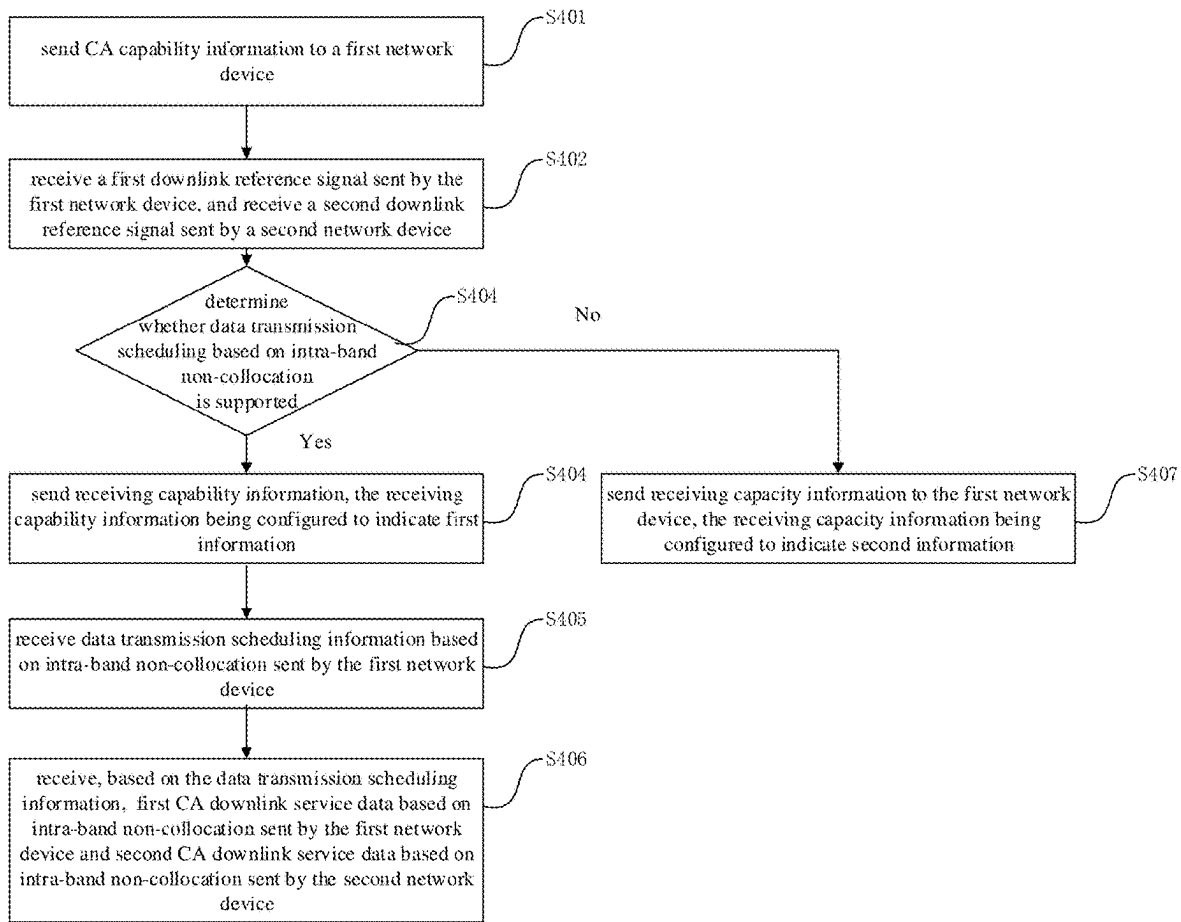 S401
send CA capability information to a first network
device
S402
receive a first downlink reference signal sent by the
first network device, and receive a second downlink
reference signal sent by a second network device
S404
determine
whether data transmission
scheduling based on intra-band
non-collocation
is supported
No
Yes
S404
send receiving capability information, the receiving
capability information being configured to indicate first
information
S407
send receiving capacity information to the first network
device, the receiving capacity information being
configured to indicate second information
S405
receive data transmission scheduling information based
on intra-band non-collocation sent by the first network
device
S406
receive, based on the data transmission scheduling
information, first CA downlink service data based on
intra-band non-collocation sent by the first network
device and second CA downlink service data based on
intra-band non-collocation sent by the second network
device